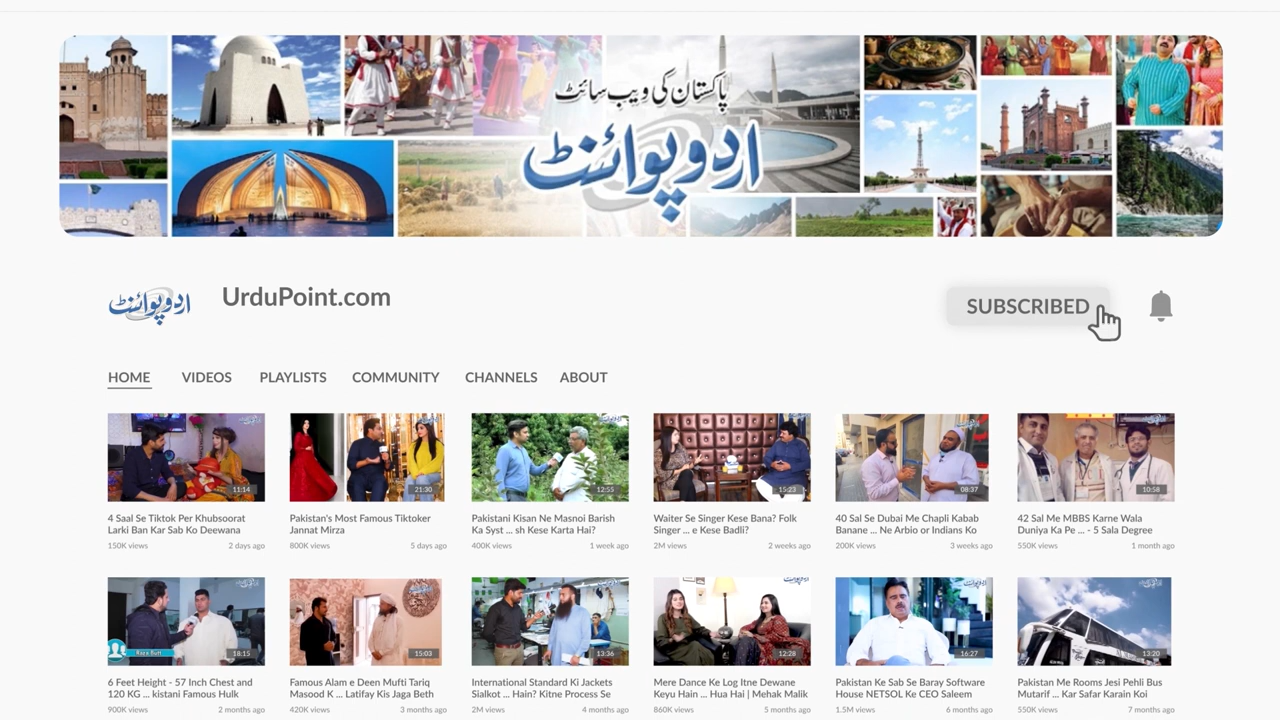 پاکستان کی ویب سائٹ
اردو پوائنٹ
اردو پوائنٹ
UrduPoint.com
SUBSCRIBED
HOME VIDEOS PLAYLISTS COMMUNITY CHANNELS ABOUT
11:14 21:30 12:55 15:23 08:37 10:58
4 Saal Se Tiktok Per Khubsoorat
Larki Ban Kar Sab Ko Deewana
150K views 2 days ago
Pakistan's Most Famous Tiktoker
Jannat Mirza
800K views 5 days ago
Pakistani Kisan Ne Masnoi Barish
Ka Syst ... sh Kese Karta Hai?
400K views 1 week ago
Waiter Se Singer Kese Bana? Folk
Singer ... e Kese Badli?
2M views 2 weeks ago
40 Sal Se Dubai Me Chapli Kabab
Banane ... Ne Arbio or Indians Ko
200K views 3 weeks ago
42 Sal Me MBBS Karne Wala
Duniya Ka Pe ... - 5 Sala Degree
550K views 1 month ago
Raza Butt
18:15 15:03 13:36 12:28 16:27 13:20
6 Feet Height - 57 Inch Chest and
120 KG ... kistani Famous Hulk
900K views 2 months ago
Famous Alam e Deen Mufti Tariq
Masood K ... Latifay Kis Jaga Beth
420K views 3 months ago
International Standard Ki Jackets
Sialkot ... Hain? Kitne Process Se
2M views 4 months ago
Mere Dance Ke Log Itne Dewane
Keyu Hain ... Hua Hai | Mehak Malik
860K views 5 months ago
Pakistan Ke Sab Se Baray Software
House NETSOL Ke CEO Saleem
1.5M views 6 months ago
Pakistan Me Rooms Jesi Pehli Bus
Mutarif ... Kar Safar Karain Koi
550K views 7 months ago